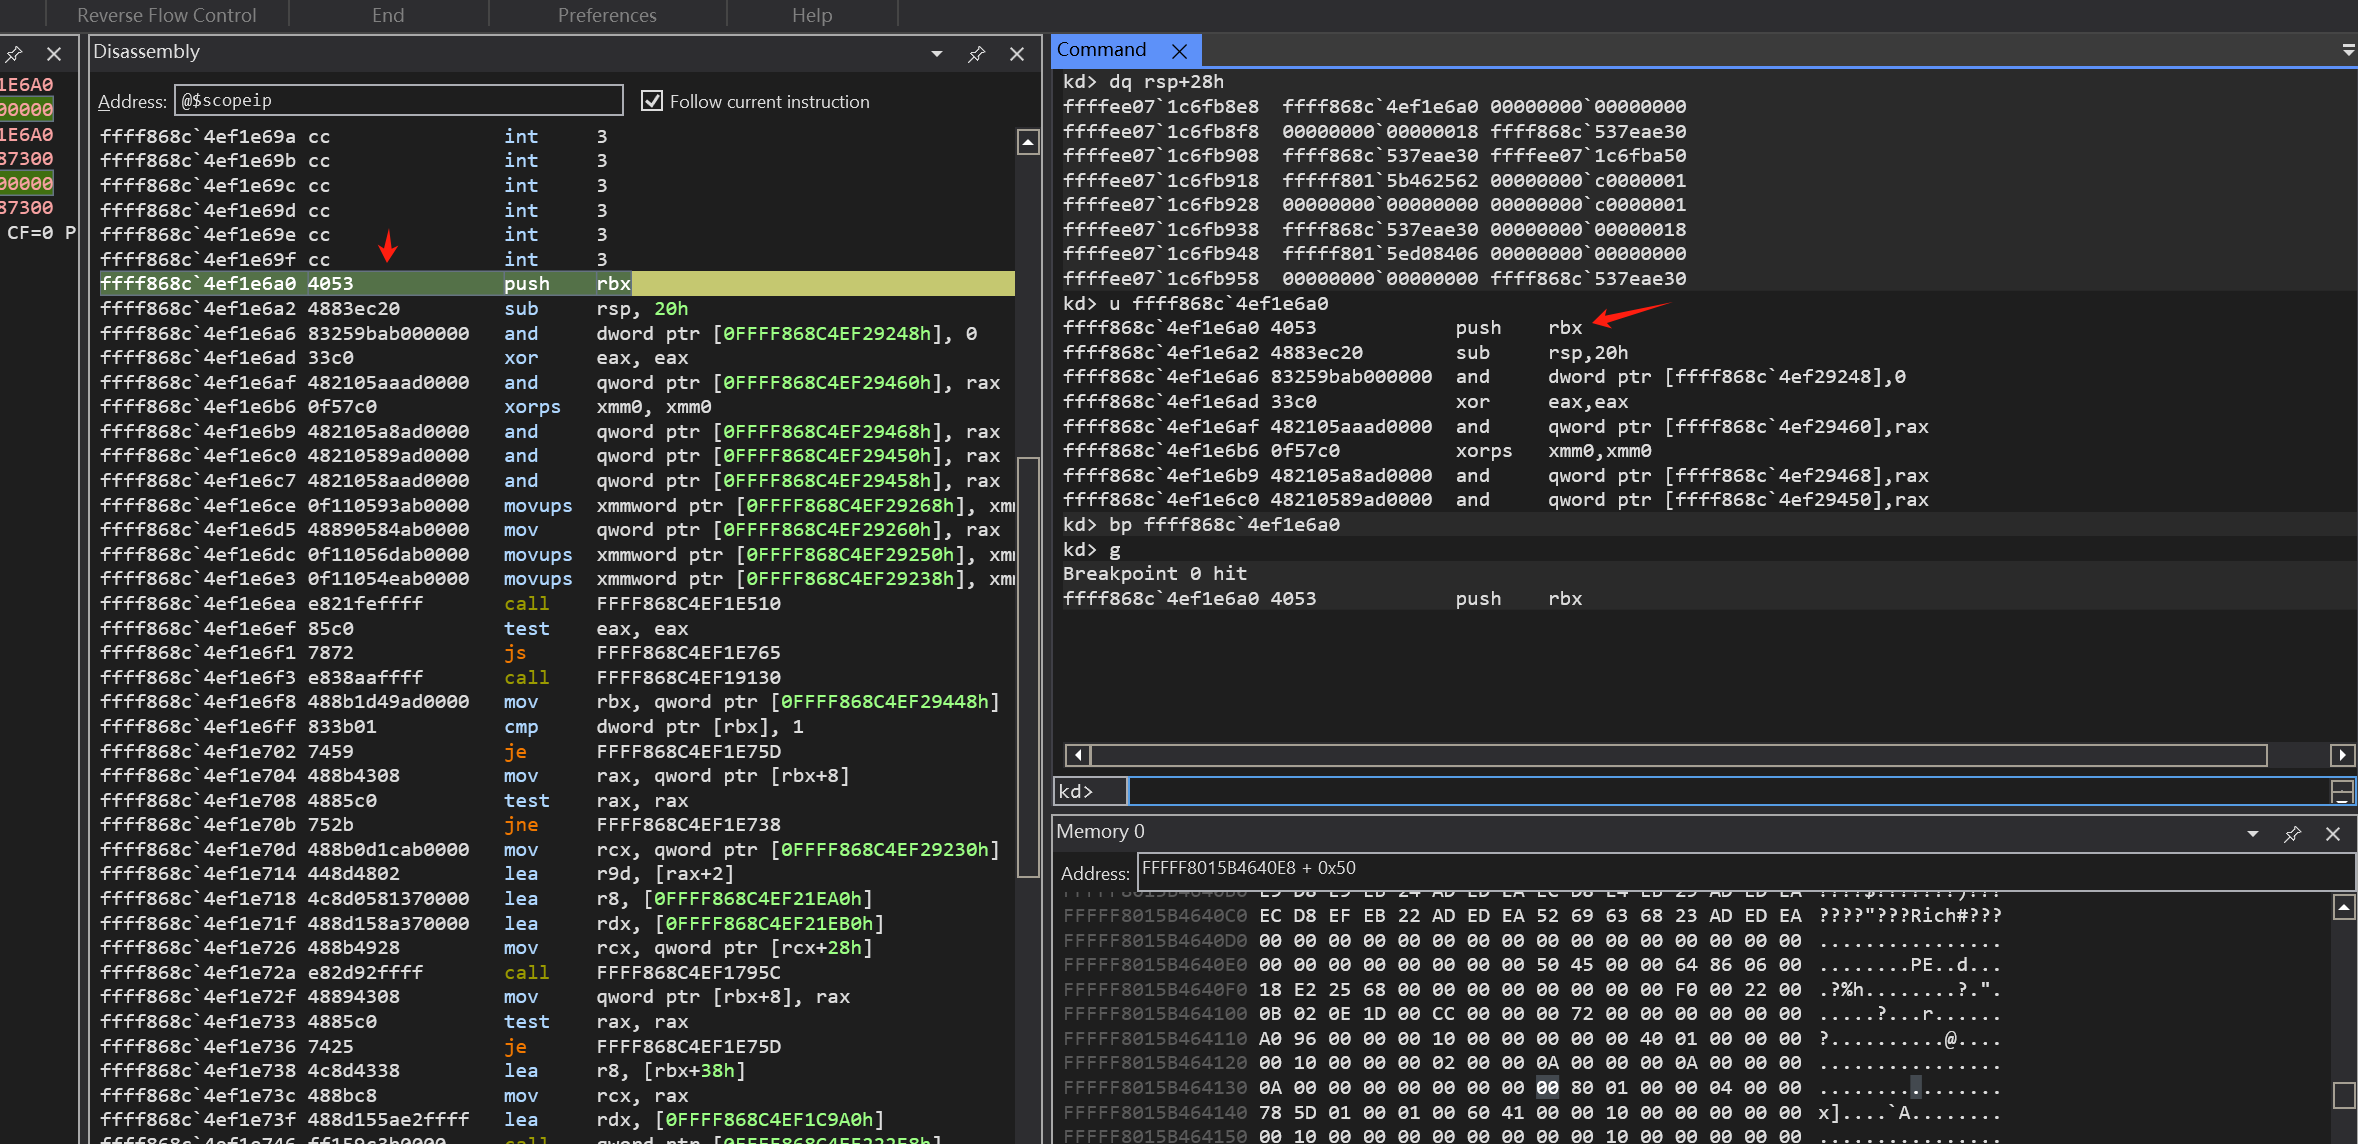 Reverse Flow Control End Preferences Help
1E6A0
00000
1E6A0
87300
00000
87300
CF=0 P
Disassembly
Address: @$scopeip Follow current instruction
ffff868c`4ef1e69a cc int 3
ffff868c`4ef1e69b cc int 3
ffff868c`4ef1e69c cc int 3
ffff868c`4ef1e69d cc int 3
ffff868c`4ef1e69e cc int 3
ffff868c`4ef1e69f cc int 3
ffff868c`4ef1e6a0 4053 push rbx
ffff868c`4ef1e6a2 4883ec20 sub rsp, 20h
ffff868c`4ef1e6a6 83259bab000000 and dword ptr [0FFFF868C4EF29248h], 0
ffff868c`4ef1e6ad 33c0 xor eax, eax
ffff868c`4ef1e6af 482105aaad0000 and qword ptr [0FFFF868C4EF29460h], rax
ffff868c`4ef1e6b6 0f57c0 xorps xmm0, xmm0
ffff868c`4ef1e6b9 482105a8ad0000 and qword ptr [0FFFF868C4EF29468h], rax
ffff868c`4ef1e6c0 48210589ad0000 and qword ptr [0FFFF868C4EF29450h], rax
ffff868c`4ef1e6c7 4821058aad0000 and qword ptr [0FFFF868C4EF29458h], rax
ffff868c`4ef1e6ce 0f110593ab0000 movups xmmword ptr [0FFFF868C4EF29268h], xm
ffff868c`4ef1e6d5 48890584ab0000 mov qword ptr [0FFFF868C4EF29260h], rax
ffff868c`4ef1e6dc 0f11056dab0000 movups xmmword ptr [0FFFF868C4EF29250h], xm
ffff868c`4ef1e6e3 0f11054eab0000 movups xmmword ptr [0FFFF868C4EF29238h], xm
ffff868c`4ef1e6ea e821feffff call FFFF868C4EF1E510
ffff868c`4ef1e6ef 85c0 test eax, eax
ffff868c`4ef1e6f1 7872 js FFFF868C4EF1E765
ffff868c`4ef1e6f3 e838aaffff call FFFF868C4EF19130
ffff868c`4ef1e6f8 488b1d49ad0000 mov rbx, qword ptr [0FFFF868C4EF29448h]
ffff868c`4ef1e6ff 833b01 cmp dword ptr [rbx], 1
ffff868c`4ef1e702 7459 je FFFF868C4EF1E75D
ffff868c`4ef1e704 488b4308 mov rax, qword ptr [rbx+8]
ffff868c`4ef1e708 4885c0 test rax, rax
ffff868c`4ef1e70b 752b jne FFFF868C4EF1E738
ffff868c`4ef1e70d 488b0d1cab0000 mov rcx, qword ptr [0FFFF868C4EF29230h]
ffff868c`4ef1e714 448d4802 lea r9d, [rax+2]
ffff868c`4ef1e718 4c8d0581370000 lea r8, [0FFFF868C4EF21EA0h]
ffff868c`4ef1e71f 488d158a370000 lea rdx, [0FFFF868C4EF21EB0h]
ffff868c`4ef1e726 488b4928 mov rcx, qword ptr [rcx+28h]
ffff868c`4ef1e72a e82d92ffff call FFFF868C4EF1795C
ffff868c`4ef1e72f 48894308 mov qword ptr [rbx+8], rax
ffff868c`4ef1e733 4885c0 test rax, rax
ffff868c`4ef1e736 7425 je FFFF868C4EF1E75D
ffff868c`4ef1e738 4c8d4338 lea r8, [rbx+38h]
ffff868c`4ef1e73c 488bc8 mov rcx, rax
ffff868c`4ef1e73f 488d155ae2ffff lea rdx, [0FFFF868C4EF1C9A0h]
Command
kd> dq rsp+28h
ffffee07`1c6fb8e8 ffff868c`4ef1e6a0 00000000`00000000
ffffee07`1c6fb8f8 00000000`00000018 ffff868c`537eae30
ffffee07`1c6fb908 ffff868c`537eae30 ffffee07`1c6fba50
ffffee07`1c6fb918 fffff801`5b462562 00000000`c0000001
ffffee07`1c6fb928 00000000`00000000 00000000`c0000001
ffffee07`1c6fb938 ffff868c`537eae30 00000000`00000018
ffffee07`1c6fb948 fffff801`5ed08406 00000000`00000000
ffffee07`1c6fb958 00000000`00000000 ffff868c`537eae30
kd> u ffff868c`4ef1e6a0
ffff868c`4ef1e6a0 4053 push rbx
ffff868c`4ef1e6a2 4883ec20 sub rsp,20h
ffff868c`4ef1e6a6 83259bab000000 and dword ptr [ffff868c`4ef29248],0
ffff868c`4ef1e6ad 33c0 xor eax,eax
ffff868c`4ef1e6af 482105aaad0000 and qword ptr [ffff868c`4ef29460],rax
ffff868c`4ef1e6b6 0f57c0 xorps xmm0,xmm0
ffff868c`4ef1e6b9 482105a8ad0000 and qword ptr [ffff868c`4ef29468],rax
ffff868c`4ef1e6c0 48210589ad0000 and qword ptr [ffff868c`4ef29450],rax
kd> bp ffff868c`4ef1e6a0
kd> g
Breakpoint 0 hit
ffff868c`4ef1e6a0 4053 push rbx
kd>
Memory 0
Address: FFFFF8015B4640E8 + 0x50
FFFFF8015B4640C0 EC D8 EF EB 22 AD ED EA 52 69 63 68 23 AD ED EA ????"???Rich#???
FFFFF8015B4640D0 00 00 00 00 00 00 00 00 00 00 00 00 00 00 00 00 ................
FFFFF8015B4640E0 00 00 00 00 00 00 00 00 50 45 00 00 64 86 06 00 ........PE..d...
FFFFF8015B4640F0 18 E2 25 68 00 00 00 00 00 00 00 00 F0 00 22 00 .?%h........?.".
FFFFF8015B464100 0B 02 0E 1D 00 CC 00 00 00 72 00 00 00 00 00 00 .....?...r......
FFFFF8015B464110 A0 96 00 00 00 10 00 00 00 00 00 40 01 00 00 00 ?..........@....
FFFFF8015B464120 00 10 00 00 00 02 00 00 0A 00 00 00 0A 00 00 00 ................
FFFFF8015B464130 0A 00 00 00 00 00 00 00 00 80 01 00 00 04 00 00 ................
FFFFF8015B464140 78 5D 01 00 01 00 60 41 00 00 10 00 00 00 00 00 x]....`A........
FFFFF8015B464150 00 10 00 00 00 00 00 00 00 00 10 00 00 00 00 00 ................